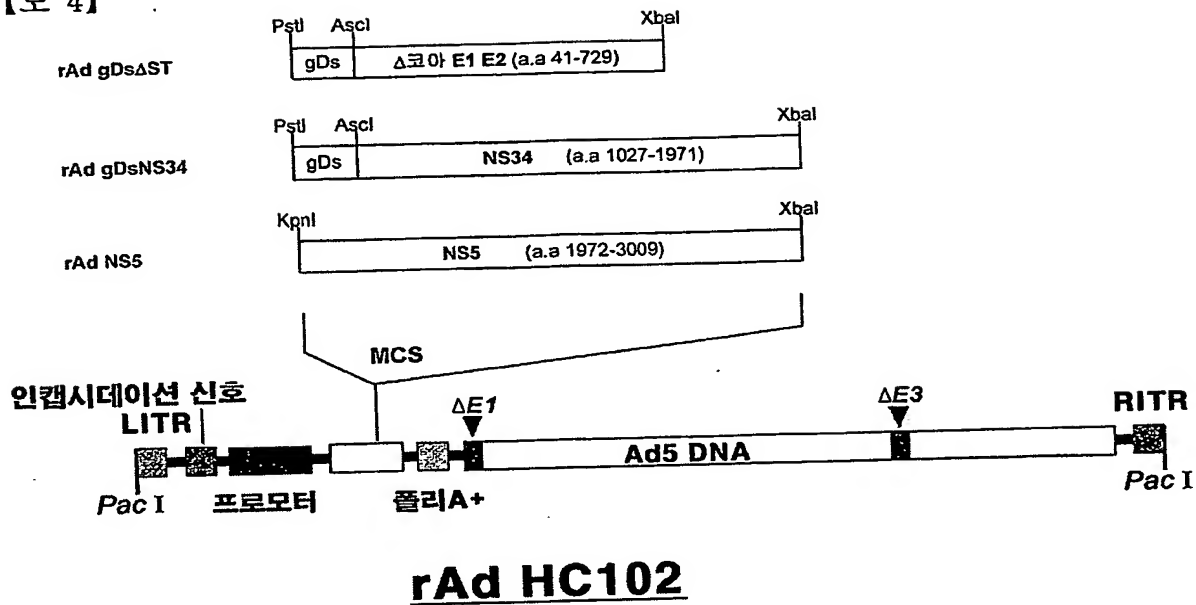 【도 4】
PstI AscI XbaI
rAd gDsΔST gDs Δ코아 E1 E2 (a.a 41-729)
PstI AscI XbaI
rAd gDsNS34 gDs NS34 (a.a 1027-1971)
KpnI XbaI
rAd NS5 NS5 (a.a 1972-3009)
MCS
인캡시데이션 신호
LITR ΔE1 ΔE3 RITR
Ad5 DNA
Pac I 프로모터 폴리A+ Pac I
rAd HC102